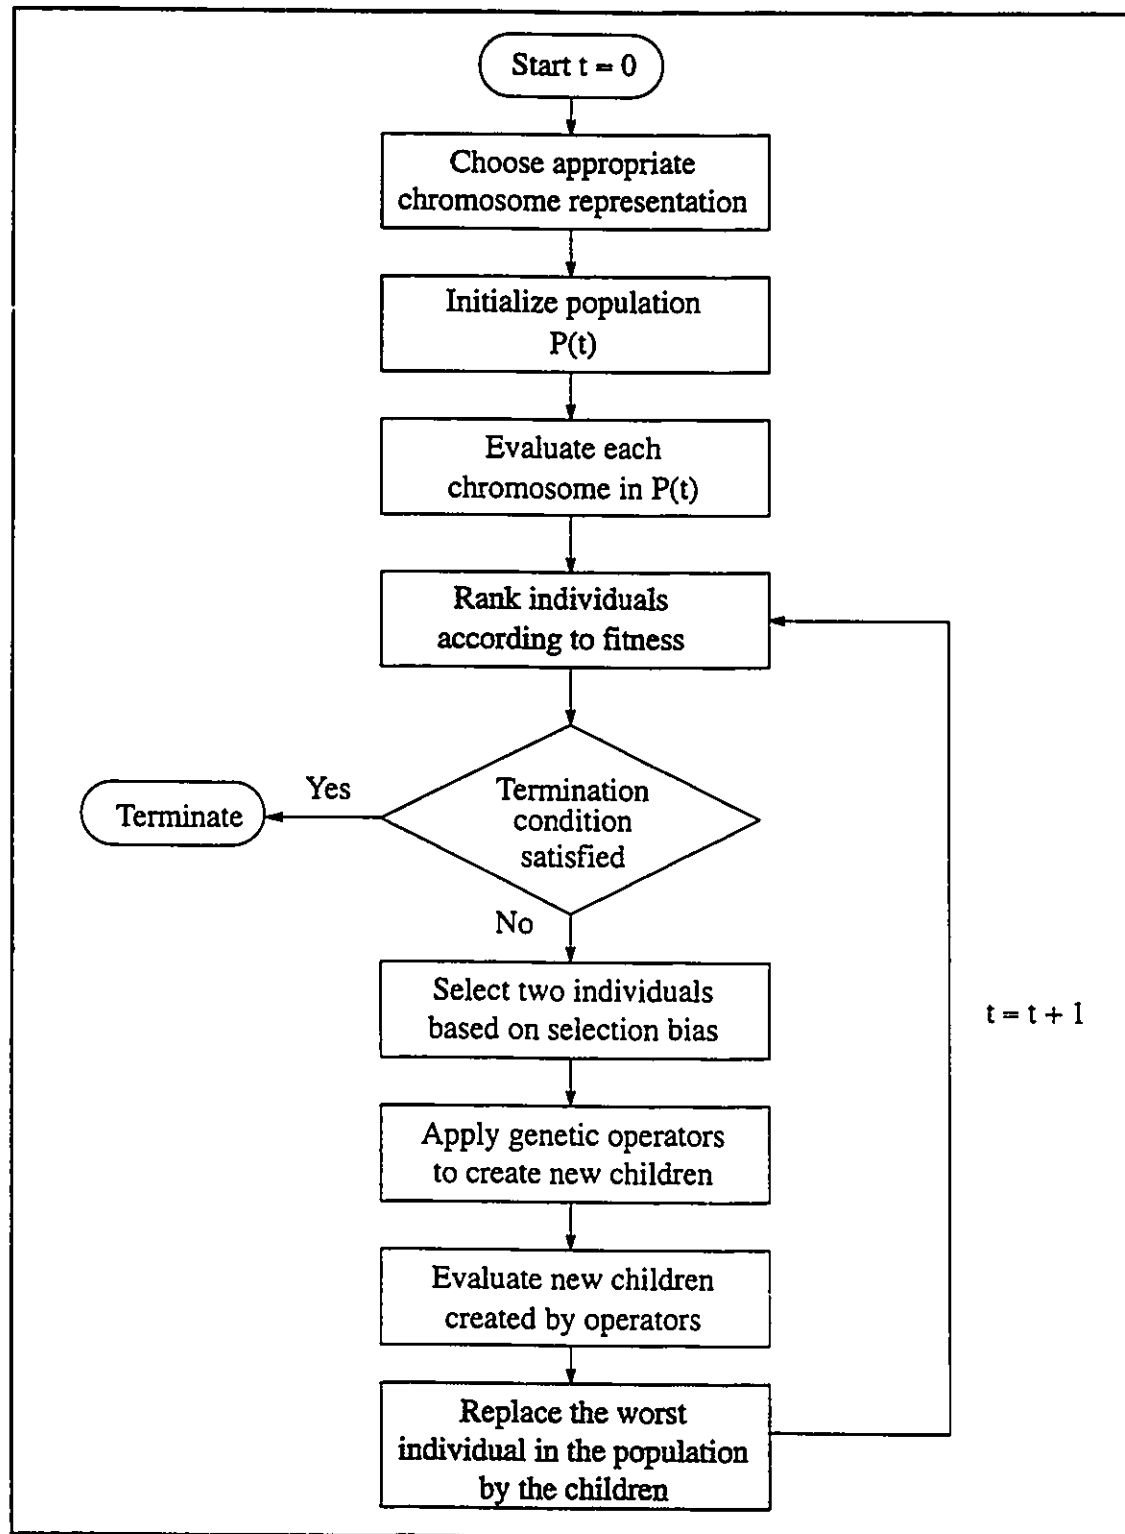 Start t = 0
Choose appropriate
chromosome representation
Initialize population
P(t)
Evaluate each
chromosome in P(t)
Rank individuals
according to fitness
Termination
condition
satisfied
Yes
Terminate
No
Select two individuals
based on selection bias
t = t + 1
Apply genetic operators
to create new children
Evaluate new children
created by operators
Replace the worst
individual in the population
by the children